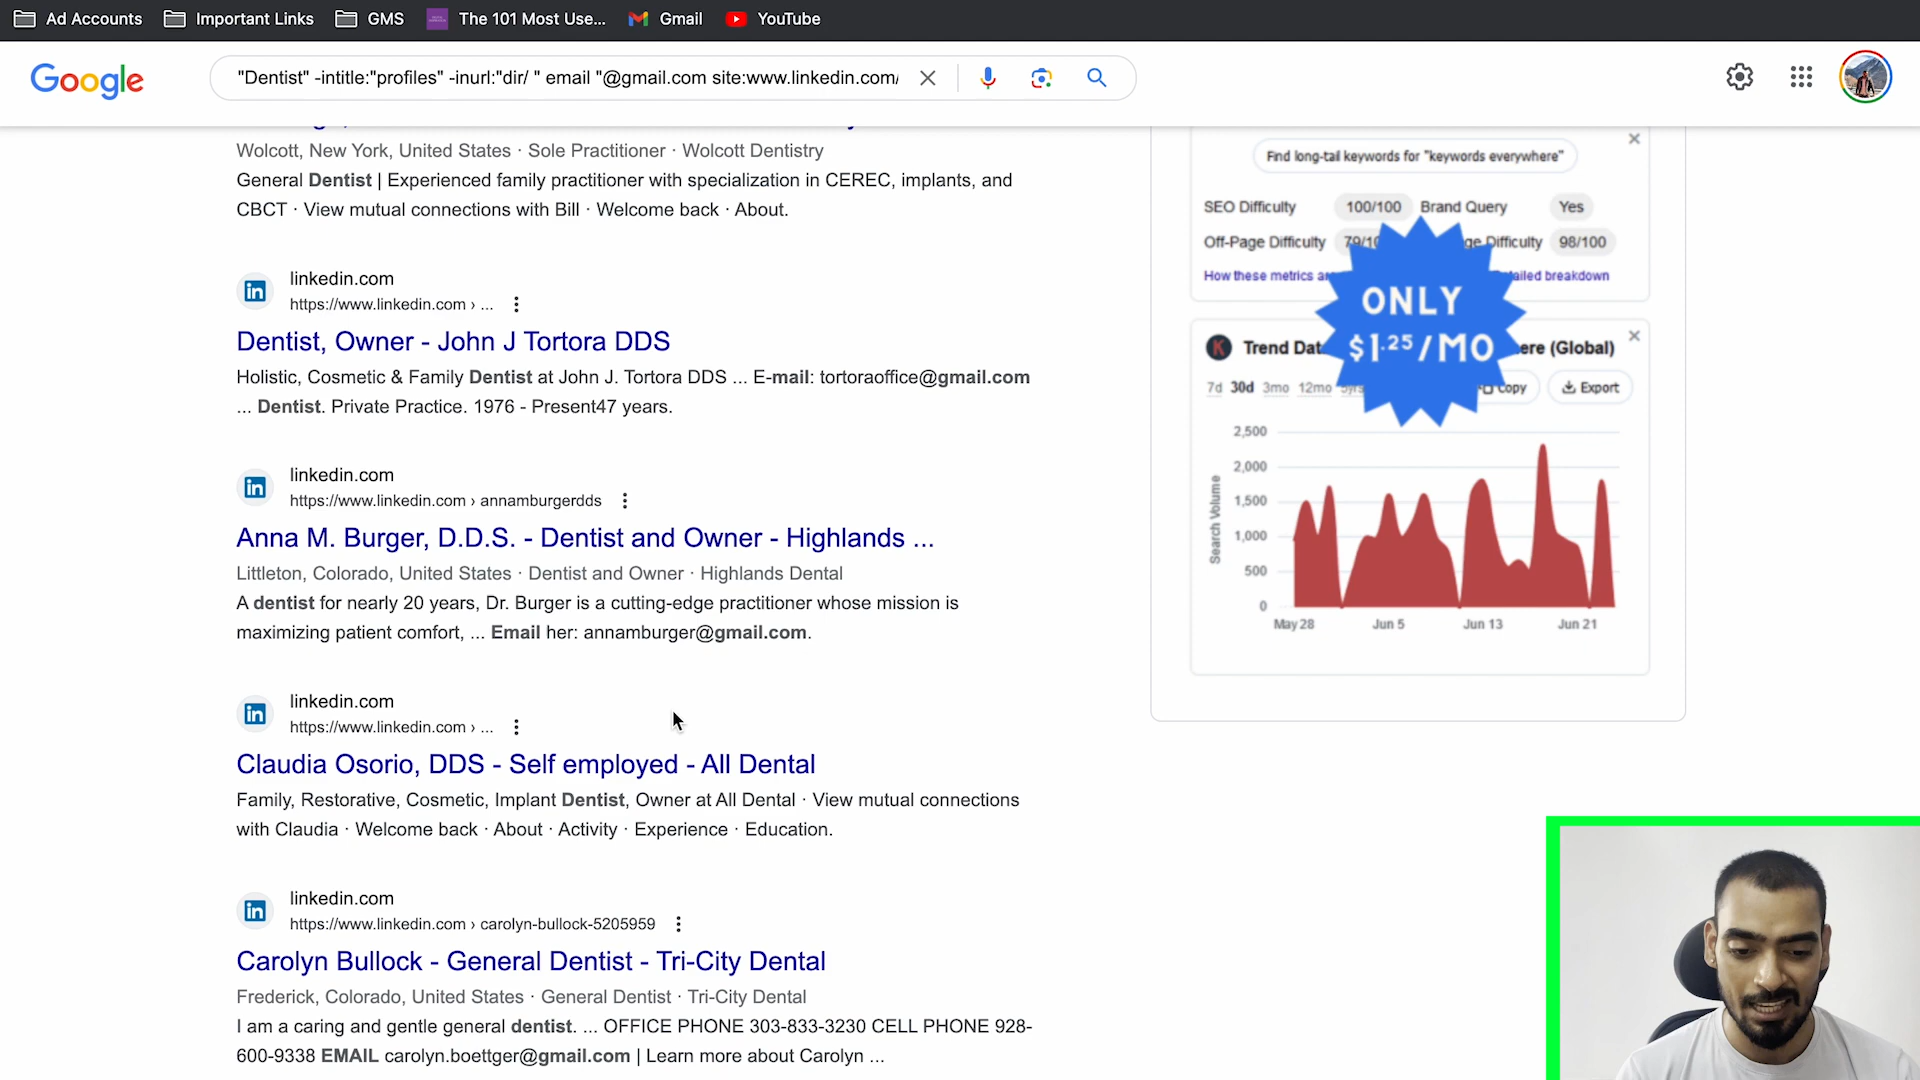 Ad Accounts
Important Links
GMS
The 101 Most Use...
Gmail
YouTube
Google
"Dentist" -intitle:"profiles" -inurl:"dir/ " email "@gmail.com site:www.linkedin.com/
Wolcott, New York, United States · Sole Practitioner · Wolcott Dentistry
General Dentist | Experienced family practitioner with specialization in CEREC, implants, and
CBCT · View mutual connections with Bill · Welcome back · About.
linkedin.com
https://www.linkedin.com › ...
Dentist, Owner - John J Tortora DDS
Holistic, Cosmetic & Family Dentist at John J. Tortora DDS ... E-mail: tortoraoffice@gmail.com
... Dentist. Private Practice. 1976 - Present47 years.
linkedin.com
https://www.linkedin.com › annamburgerdds
Anna M. Burger, D.D.S. - Dentist and Owner - Highlands ...
Littleton, Colorado, United States · Dentist and Owner · Highlands Dental
A dentist for nearly 20 years, Dr. Burger is a cutting-edge practitioner whose mission is
maximizing patient comfort, ... Email her: annamburger@gmail.com.
linkedin.com
https://www.linkedin.com › ...
Claudia Osorio, DDS - Self employed - All Dental
Family, Restorative, Cosmetic, Implant Dentist, Owner at All Dental · View mutual connections
with Claudia · Welcome back · About · Activity · Experience · Education.
linkedin.com
https://www.linkedin.com › carolyn-bullock-5205959
Carolyn Bullock - General Dentist - Tri-City Dental
Frederick, Colorado, United States · General Dentist · Tri-City Dental
I am a caring and gentle general dentist. ... OFFICE PHONE 303-833-3230 CELL PHONE 928-
600-9338 EMAIL carolyn.boettger@gmail.com | Learn more about Carolyn ...
Find long-tail keywords for "keywords everywhere"
SEO Difficulty 100/100 Brand Query Yes
Off-Page Difficulty Difficulty 98/100
How these metrics breakdown
ONLY
$1.25/MO
Trend (Global)
7d 30d 3mo 12mo Copy Export
Search Volume
2,500
2,000
1,500
1,000
500
0
May 28 Jun 5 Jun 13 Jun 21